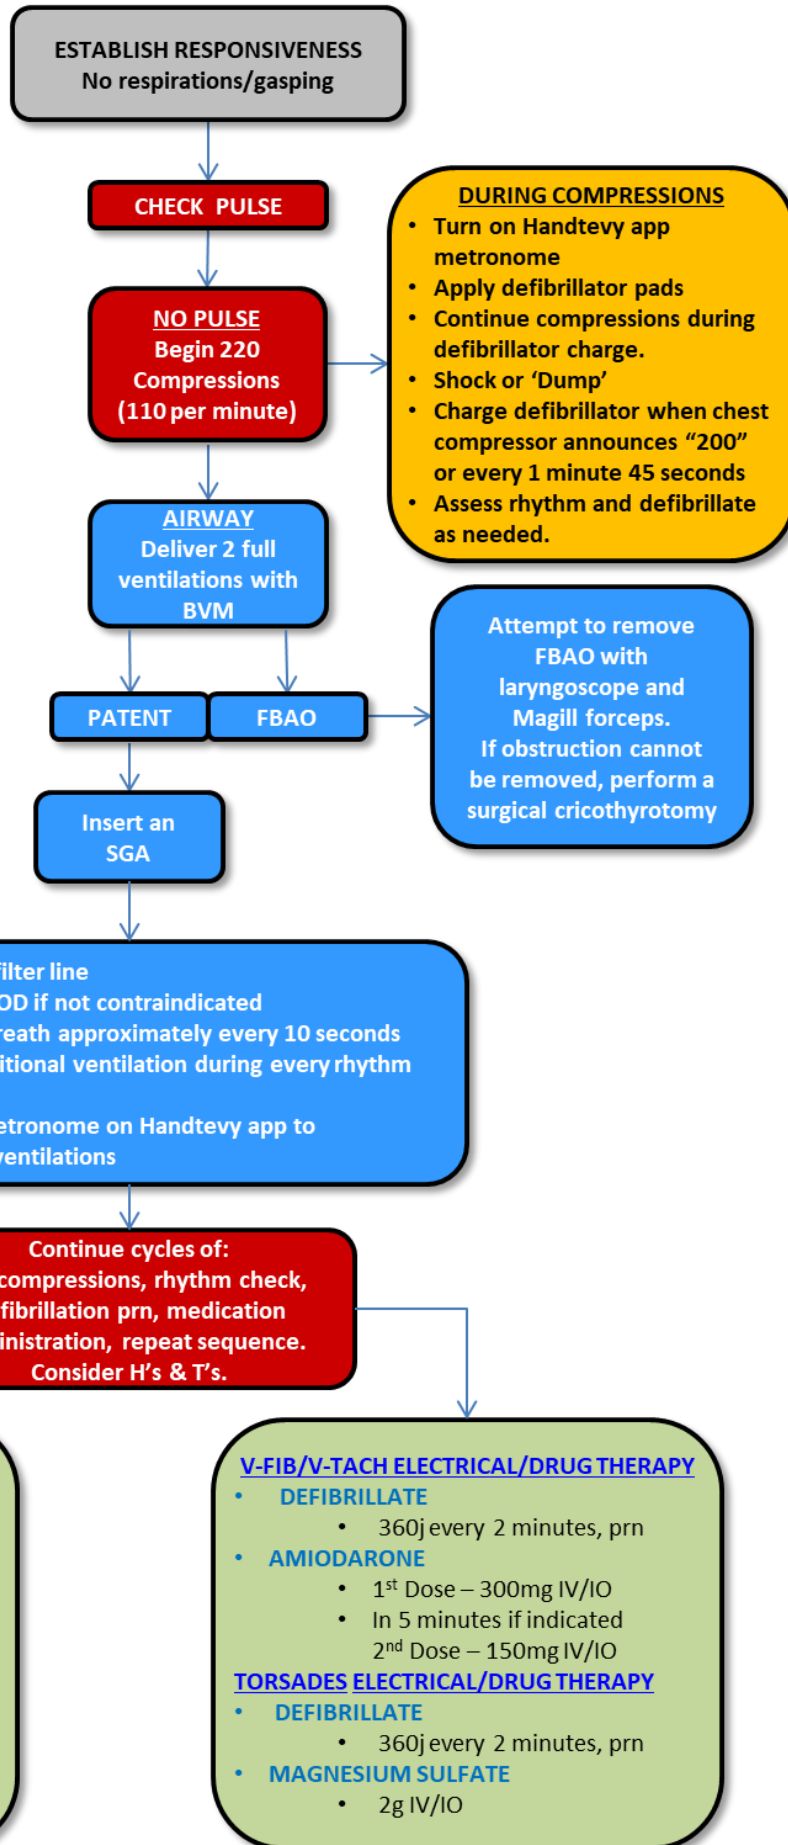 ESTABLISH RESPONSIVENESS
No respirations/gasping
CHECK PULSE
NO PULSE
Begin 220
Compressions
(110 per minute)
DURING COMPRESSIONS
• Turn on Handtevy app
metronome
• Apply defibrillator pads
• Continue compressions during
defibrillator charge.
• Shock or ‘Dump’
• Charge defibrillator when chest
compressor announces “200”
or every 1 minute 45 seconds
• Assess rhythm and defibrillate
as needed.
AIRWAY
Deliver 2 full
ventilations with
BVM
PATENT
FBAO
Attempt to remove
FBAO with
laryngoscope and
Magill forceps.
If obstruction cannot
be removed, perform a
surgical cricothyrotomy
Insert an
SGA
filter line
OD if not contraindicated
reath approximately every 10 seconds
itional ventilation during every rhythm
etronome on Handtevy app to
ventilations
Continue cycles of:
compressions, rhythm check,
fibrillation prn, medication
inistration, repeat sequence.
Consider H’s & T’s.
V-FIB/V-TACH ELECTRICAL/DRUG THERAPY
• DEFIBRILLATE
• 360j every 2 minutes, prn
• AMIODARONE
• 1st Dose – 300mg IV/IO
• In 5 minutes if indicated
2nd Dose – 150mg IV/IO
TORSADES ELECTRICAL/DRUG THERAPY
• DEFIBRILLATE
• 360j every 2 minutes, prn
• MAGNESIUM SULFATE
• 2g IV/IO